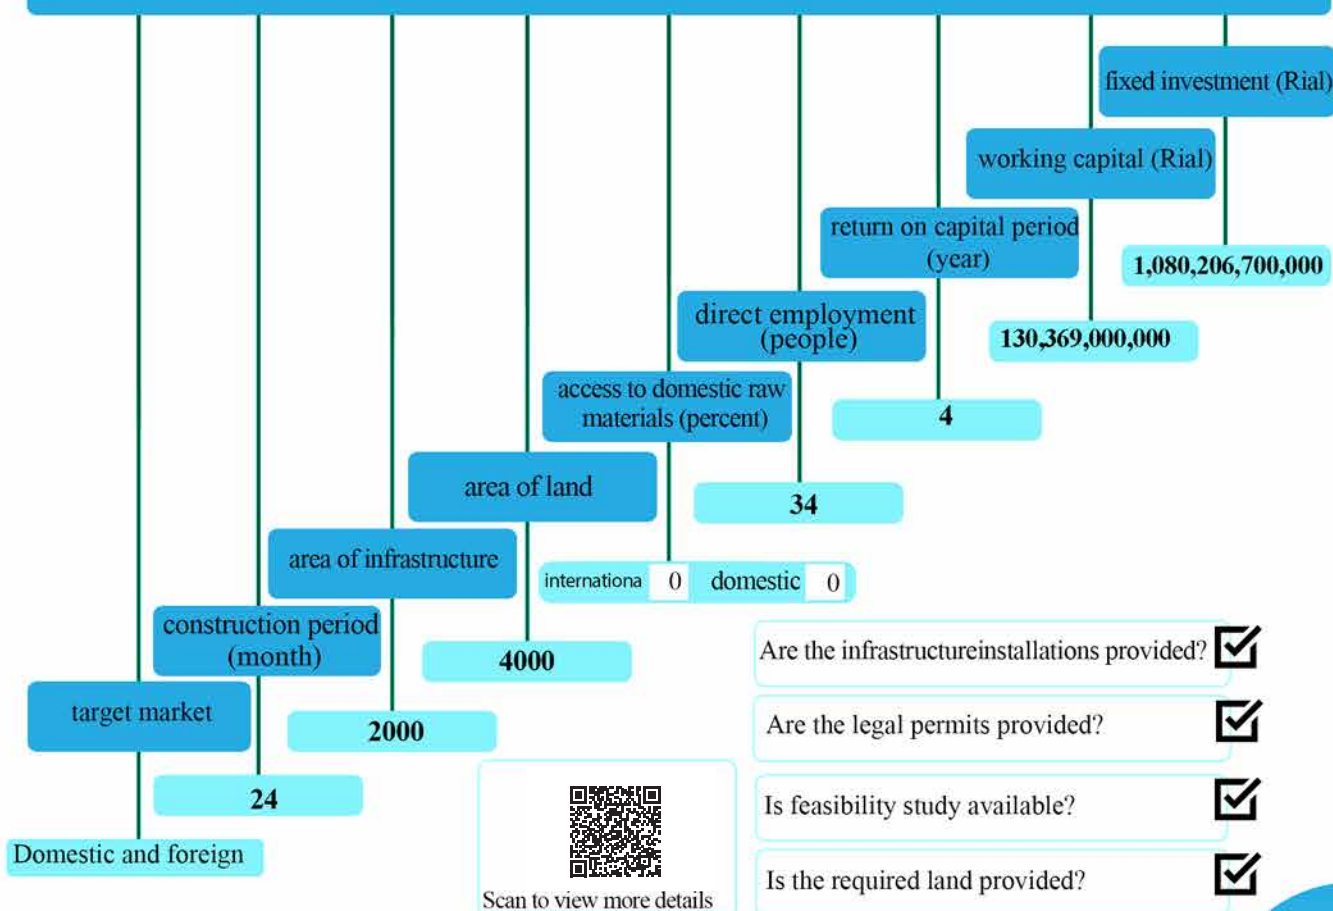 fixed investment (Rial)
1,080,206,700,000
working capital (Rial)
130,369,000,000
return on capital period
(year)
4
direct employment
(people)
34
access to domestic raw
materials (percent)
internationa 0 domestic 0
area of land
4000
area of infrastructure
2000
construction period
(month)
24
target market
Domestic and foreign
Are the infrastructureinstallations provided?
Are the legal permits provided?
Is feasibility study available?
Is the required land provided?
Scan to view more details